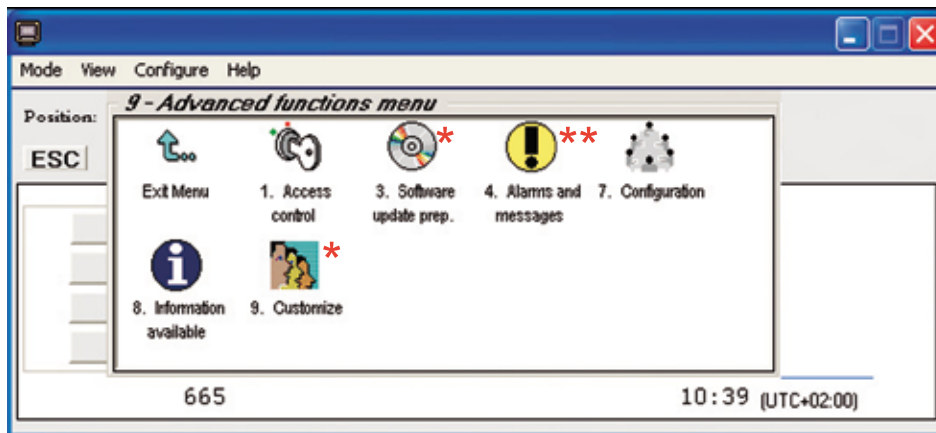 Mode View Configure Help
Position:
9 - Advanced functions menu
ESC
* **
Exit Menu 1. Access control 3. Software update prep. 4. Alarms and messages 7. Configuration
*
8. Information available 9. Customize
665 10:39 (UTC+02:00)